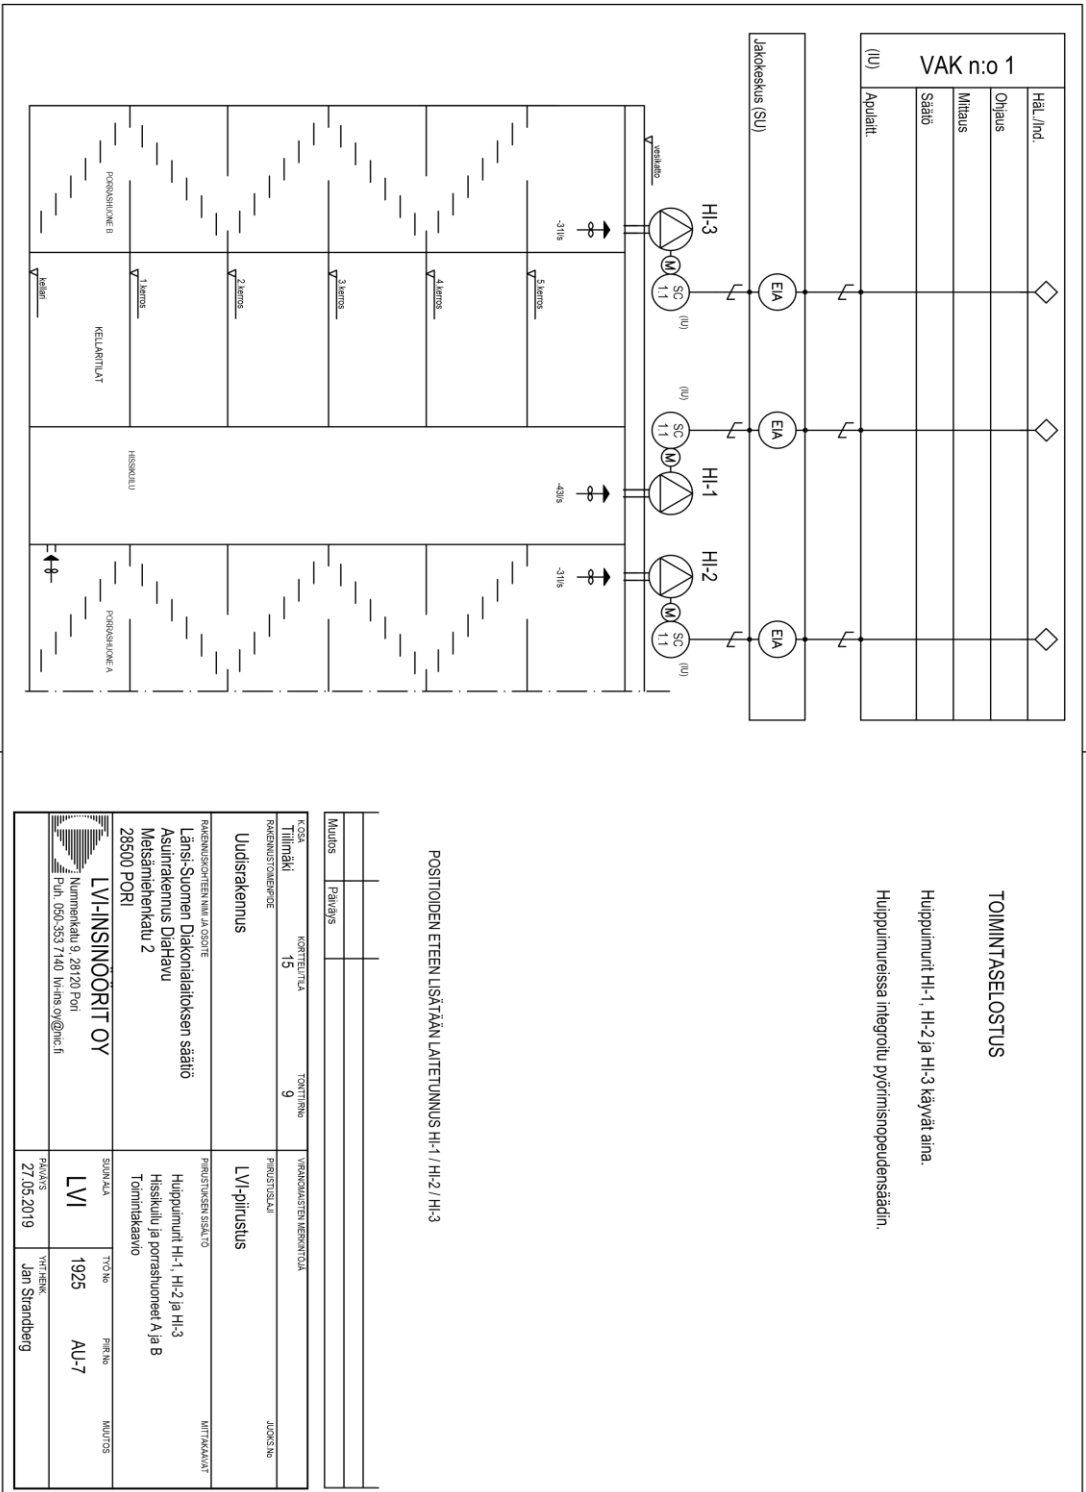 VAK n:o 1
(IU)
Häl../Ind.
Ohjaus
Mittaus
Säätö
Apulaitt.
Jakokeskus (SU)
EIA
EIA
EIA
HI-3
HI-1
HI-2
M
SC
1.1
(IU)
(IU)
SC
1.1
M
M
SC
1.1
(IU)
vesikatto
-31l/s
-43l/s
-31l/s
5.kerros
4.kerros
3.kerros
2.kerros
1.kerros
kellari
PORRASHUONE B
KELLARITILAT
HISSIKUILU
PORRASHUONE A
TOIMINTASELOSTUS
Huippuimurit HI-1, HI-2 ja HI-3 käyvät aina.
Huippuimureissa integroitu pyörimisnopeudensäädin.
POSITIOIDEN ETEEN LISÄTÄÄN LAITETUNNUS HI-1 / HI-2 / HI-3
Muutos Päiväys
K.OSA KORTTELI/TILA TONTTI/RNo VIRANOMAISTEN MERKINTÖJÄ
Tiilimäki 15 9
RAKENNUSTOIMENPIDE PIIRUSTUSLAJI JUOKS.No
Uudisrakennus LVI-piirustus
RAKENNUSKOHTEEN NIMI JA OSOITE PIIRUSTUKSEN SISÄLTÖ MITTAKAAVAT
Länsi-Suomen Diakonialaitoksen säätiö
Asuinrakennus DiaHavu
Metsämiehenkatu 2
28500 PORI
Huippuimurit HI-1, HI-2 ja HI-3
Hissikuilu ja porrashuoneet A ja B
Toimintakaavio
LVI-INSINÖÖRIT OY
Nummenkatu 9, 28120 Pori
Puh. 050-353 7140 lvi-ins.oy@nic.fi
SUUN.ALA TYÖ No PIIR.No MUUTOS
LVI 1925 AU-7
PÄIVÄYS YHT.HENK.
27.05.2019 Jan Strandberg